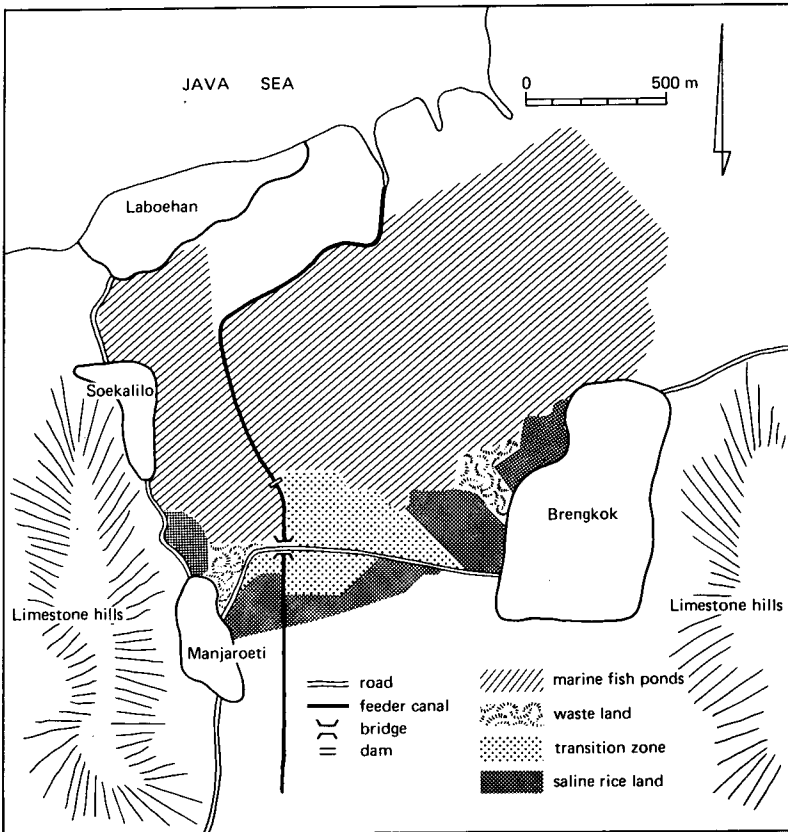 JAVA SEA
0 500 m
Laboehan
Soekalilo
Brengkok
Limestone hills
Limestone hills
Manjaroeti
road
feeder canal
bridge
dam
marine fish ponds
waste land
transition zone
saline rice land